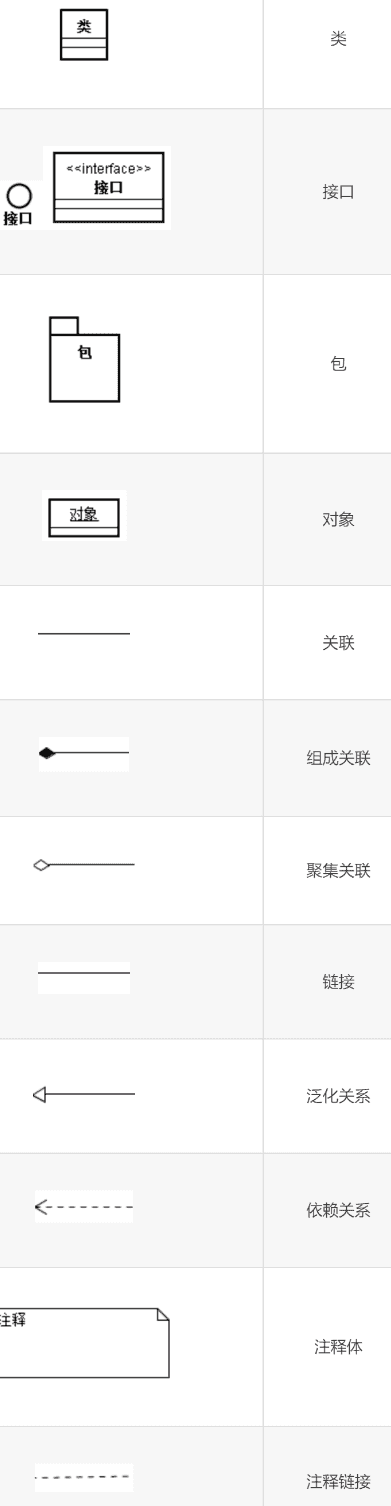 类
类
<<interface>>
接口
接口
接口
包
包
对象
对象
关联
组成关联
聚集关联
链接
泛化关系
依赖关系
注释
注释体
注释链接